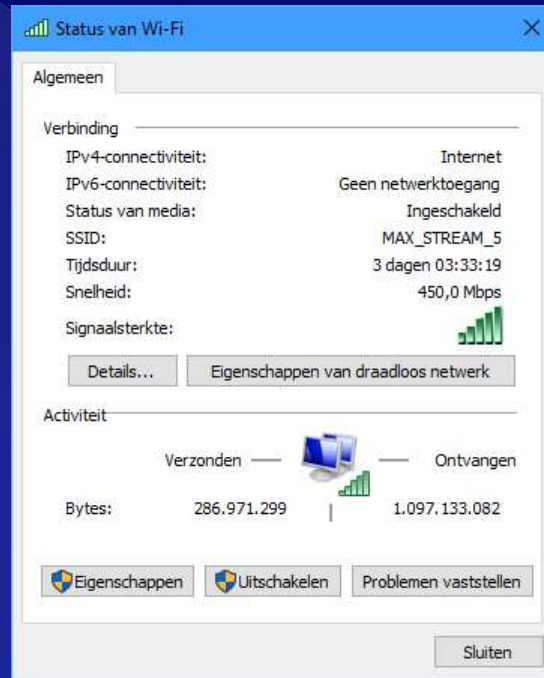 Status van Wi-Fi
Algemeen
Verbinding
IPv4-connectiviteit: Internet
IPv6-connectiviteit: Geen netwerktoegang
Status van media: Ingeschakeld
SSID: MAX_STREAM_5
Tijdsduur: 3 dagen 03:33:19
Snelheid: 450,0 Mbps
Signaalsterkte:
Details... Eigenschappen van draadloos netwerk
Activiteit
Verzonden Ontvangen
Bytes: 286.971.299 1.097.133.082
Eigenschappen Uitschakelen Problemen vaststellen
Sluiten